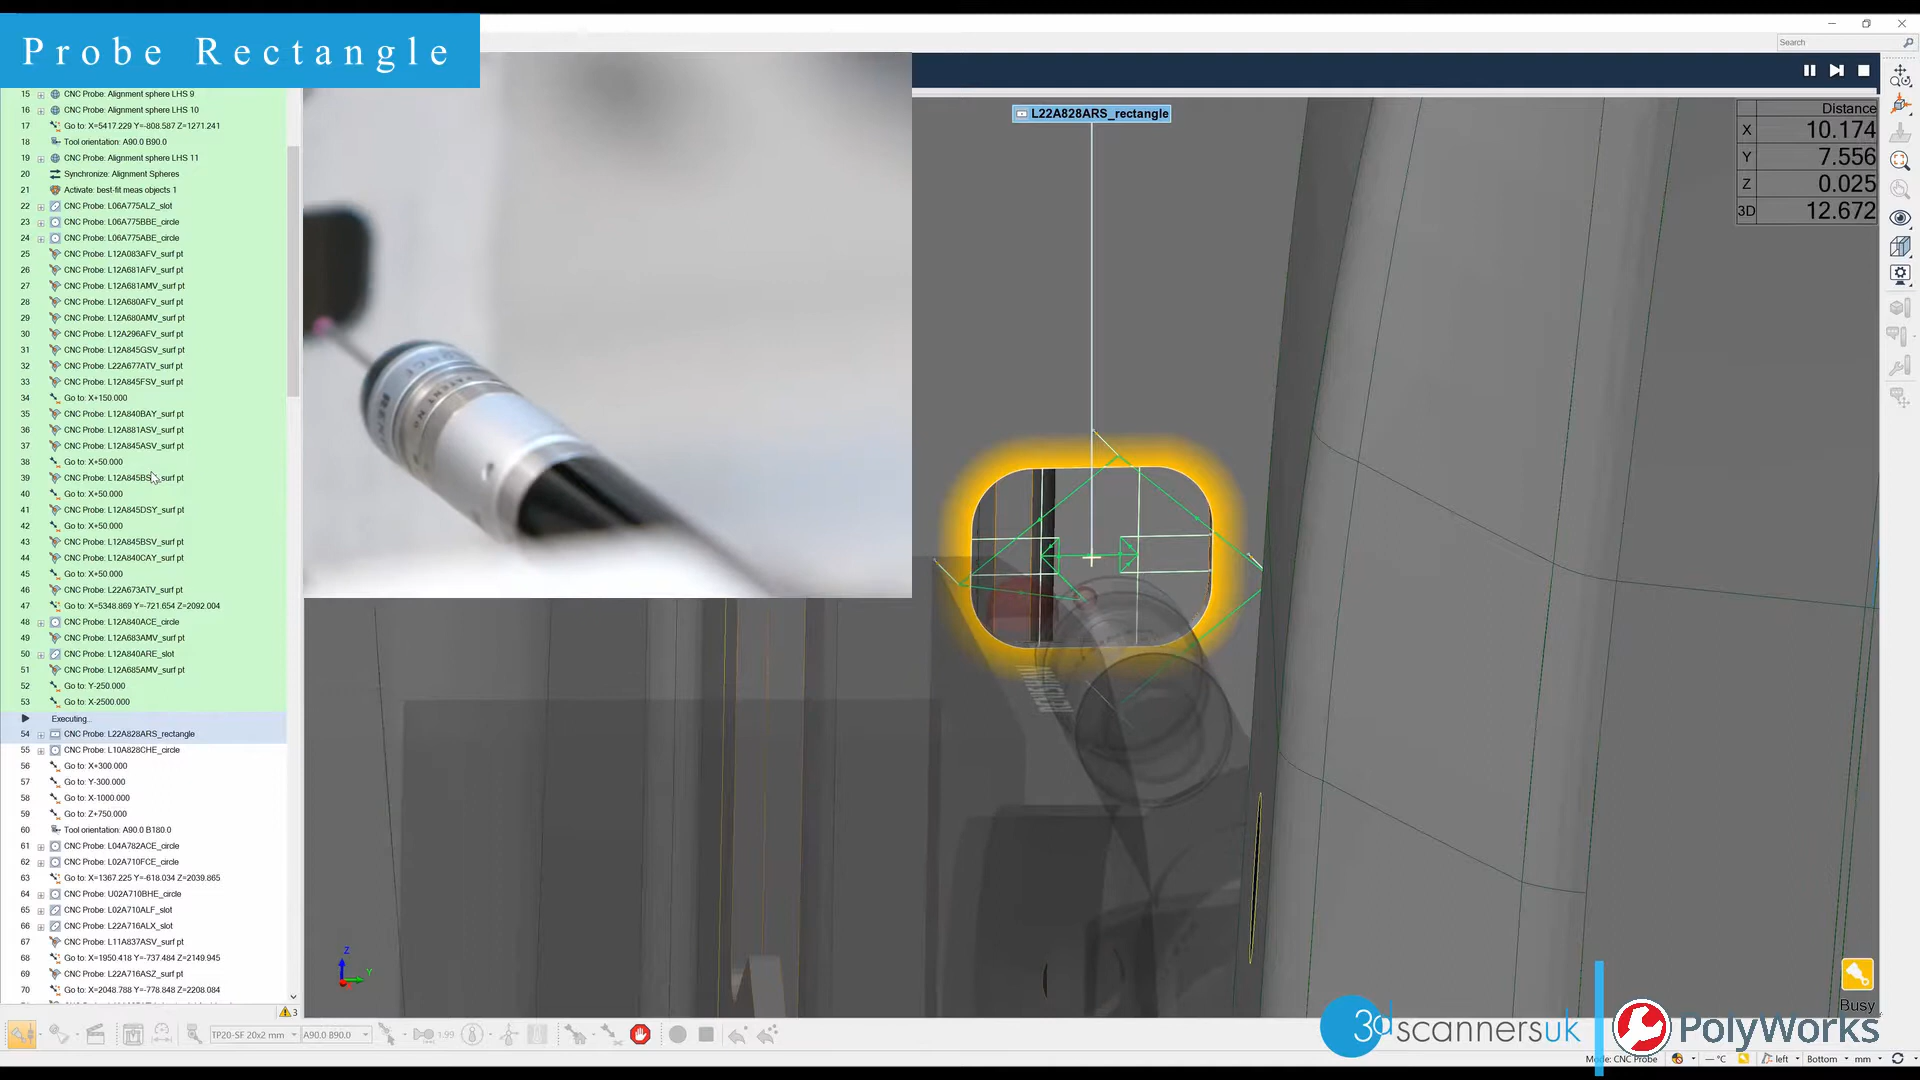 Probe Rectangle
Search
15 CNC Probe: Alignment sphere LHS 9
16 CNC Probe: Alignment sphere LHS 10
17 Go to: X=5417.229 Y=-808.587 Z=1271.241
18 Tool orientation: A90.0 B90.0
19 CNC Probe: Alignment sphere LHS 11
20 Synchronize: Alignment Spheres
21 Activate: best-fit meas objects 1
22 CNC Probe: L06A775ALZ_slot
23 CNC Probe: L06A775BBE_circle
24 CNC Probe: L06A775ABE_circle
25 CNC Probe: L12A083AFV_surf pt
26 CNC Probe: L12A681AFV_surf pt
27 CNC Probe: L12A681AMV_surf pt
28 CNC Probe: L12A680AFV_surf pt
29 CNC Probe: L12A680AMV_surf pt
30 CNC Probe: L12A296AFV_surf pt
31 CNC Probe: L12A845GSV_surf pt
32 CNC Probe: L22A677ATV_surf pt
33 CNC Probe: L12A845FSV_surf pt
34 Go to: X+150.000
35 CNC Probe: L12A840BAY_surf pt
36 CNC Probe: L12A881ASV_surf pt
37 CNC Probe: L12A845ASV_surf pt
38 Go to: X+50.000
39 CNC Probe: surf pt
40 Go to: X+50.000
41 CNC Probe: L12A845DSY_surf pt
42 Go to: X+50.000
43 CNC Probe: L12A845BSV_surf pt
44 CNC Probe: L12A840CAY_surf pt
45 Go to: X+50.000
46 CNC Probe: L22A673ATV_surf pt
47 Go to: X=5348.869 Y=-721.654 Z=2092.004
48 CNC Probe: L12A840ACE_circle
49 CNC Probe: L12A683AMV_surf pt
50 CNC Probe: L12A840ARE_slot
51 CNC Probe: L12A685AMV_surf pt
52 Go to: Y-250.000
53 Go to: X-2500.000
Executing...
54 CNC Probe: L22A828ARS_rectangle
55 CNC Probe: L10A828CHE_circle
56 Go to: X+300.000
57 Go to: Y-300.000
58 Go to: X-1000.000
59 Go to: Z+750.000
60 Tool orientation: A90.0 B180.0
61 CNC Probe: L04A782ACE_circle
62 CNC Probe: L02A710FCE_circle
63 Go to: X=1367.225 Y=-618.034 Z=2039.865
64 CNC Probe: U02A710BHE_circle
65 CNC Probe: L02A710ALF_slot
66 CNC Probe: L22A716ALX_slot
67 CNC Probe: L11A837ASV_surf pt
68 Go to: X=1950.418 Y=-737.484 Z=2149.945
69 CNC Probe: L22A716ASZ_surf pt
70 Go to: X=2048.788 Y=-778.848 Z=2208.084
3
L22A828ARS_rectangle
Distance
X 10.174
Y 7.556
Z 0.025
3D 12.672
Z
Y
Busy
TP20-SF 20x2 mm
A90.0 B90.0
1.99
3dscannersuk
PolyWorks
Mode: CNC Probe
— °C
left
Bottom
mm